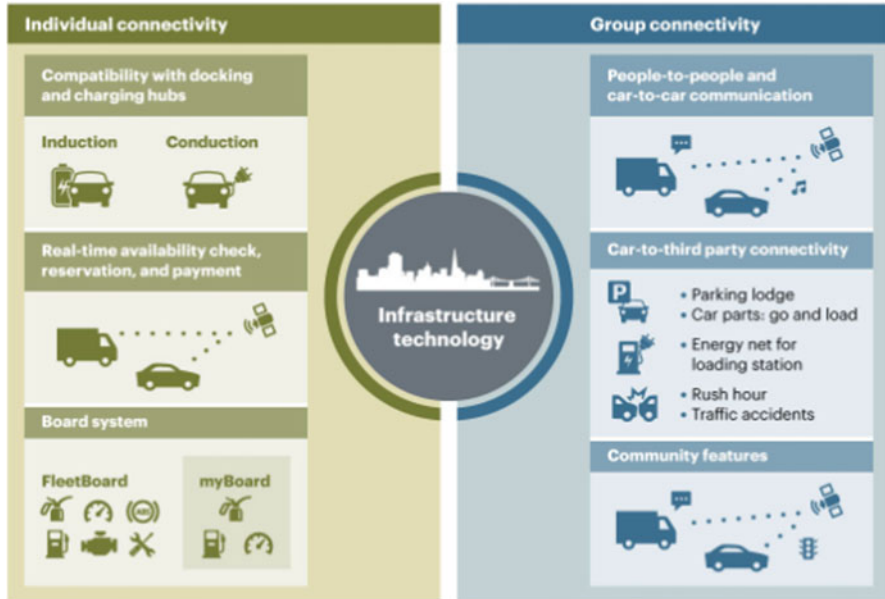 Individual connectivity
Compatibility with docking
and charging hubs
Induction
Conduction
Real-time availability check,
reservation, and payment
Board system
FleetBoard
myBoard
ABS
Infrastructure
technology
Group connectivity
People-to-people and
car-to-car communication
Car-to-third party connectivity
P
• Parking lodge
• Car parts: go and load
• Energy net for
loading station
• Rush hour
• Traffic accidents
Community features